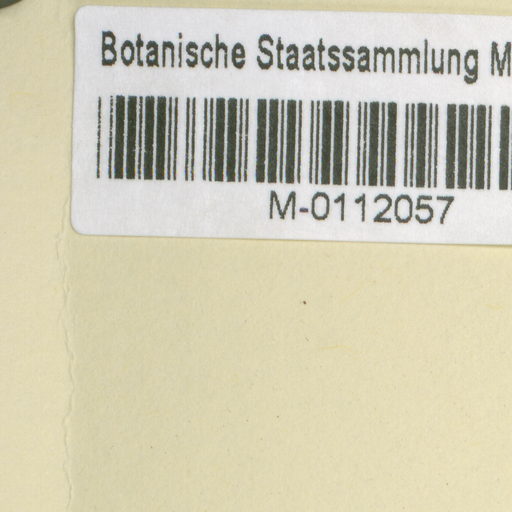 Botanische Staatssammlung M
M-0112057